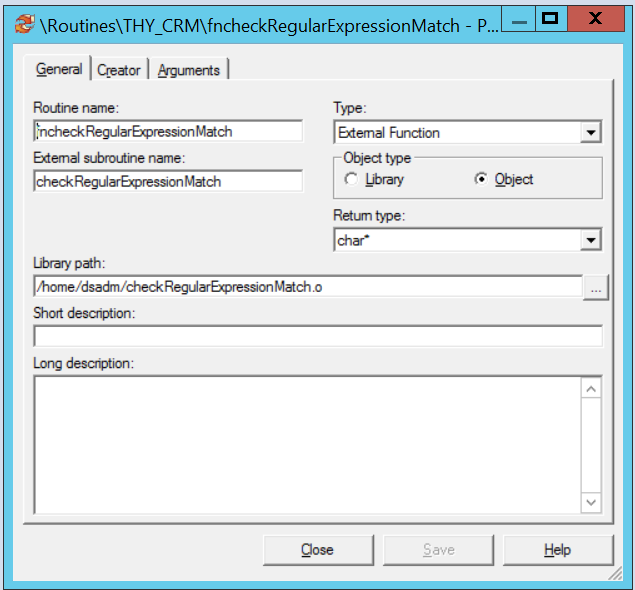 \Routines\THY_CRM\fncheckRegularExpressionMatch - P...
General Creator Arguments
Routine name:
fncheckRegularExpressionMatch
Type:
External Function
External subroutine name:
checkRegularExpressionMatch
Object type
Library Object
Return type:
char*
Library path:
/home/dsadm/checkRegularExpressionMatch.o
...
Short description:
Long description:
Close Save Help